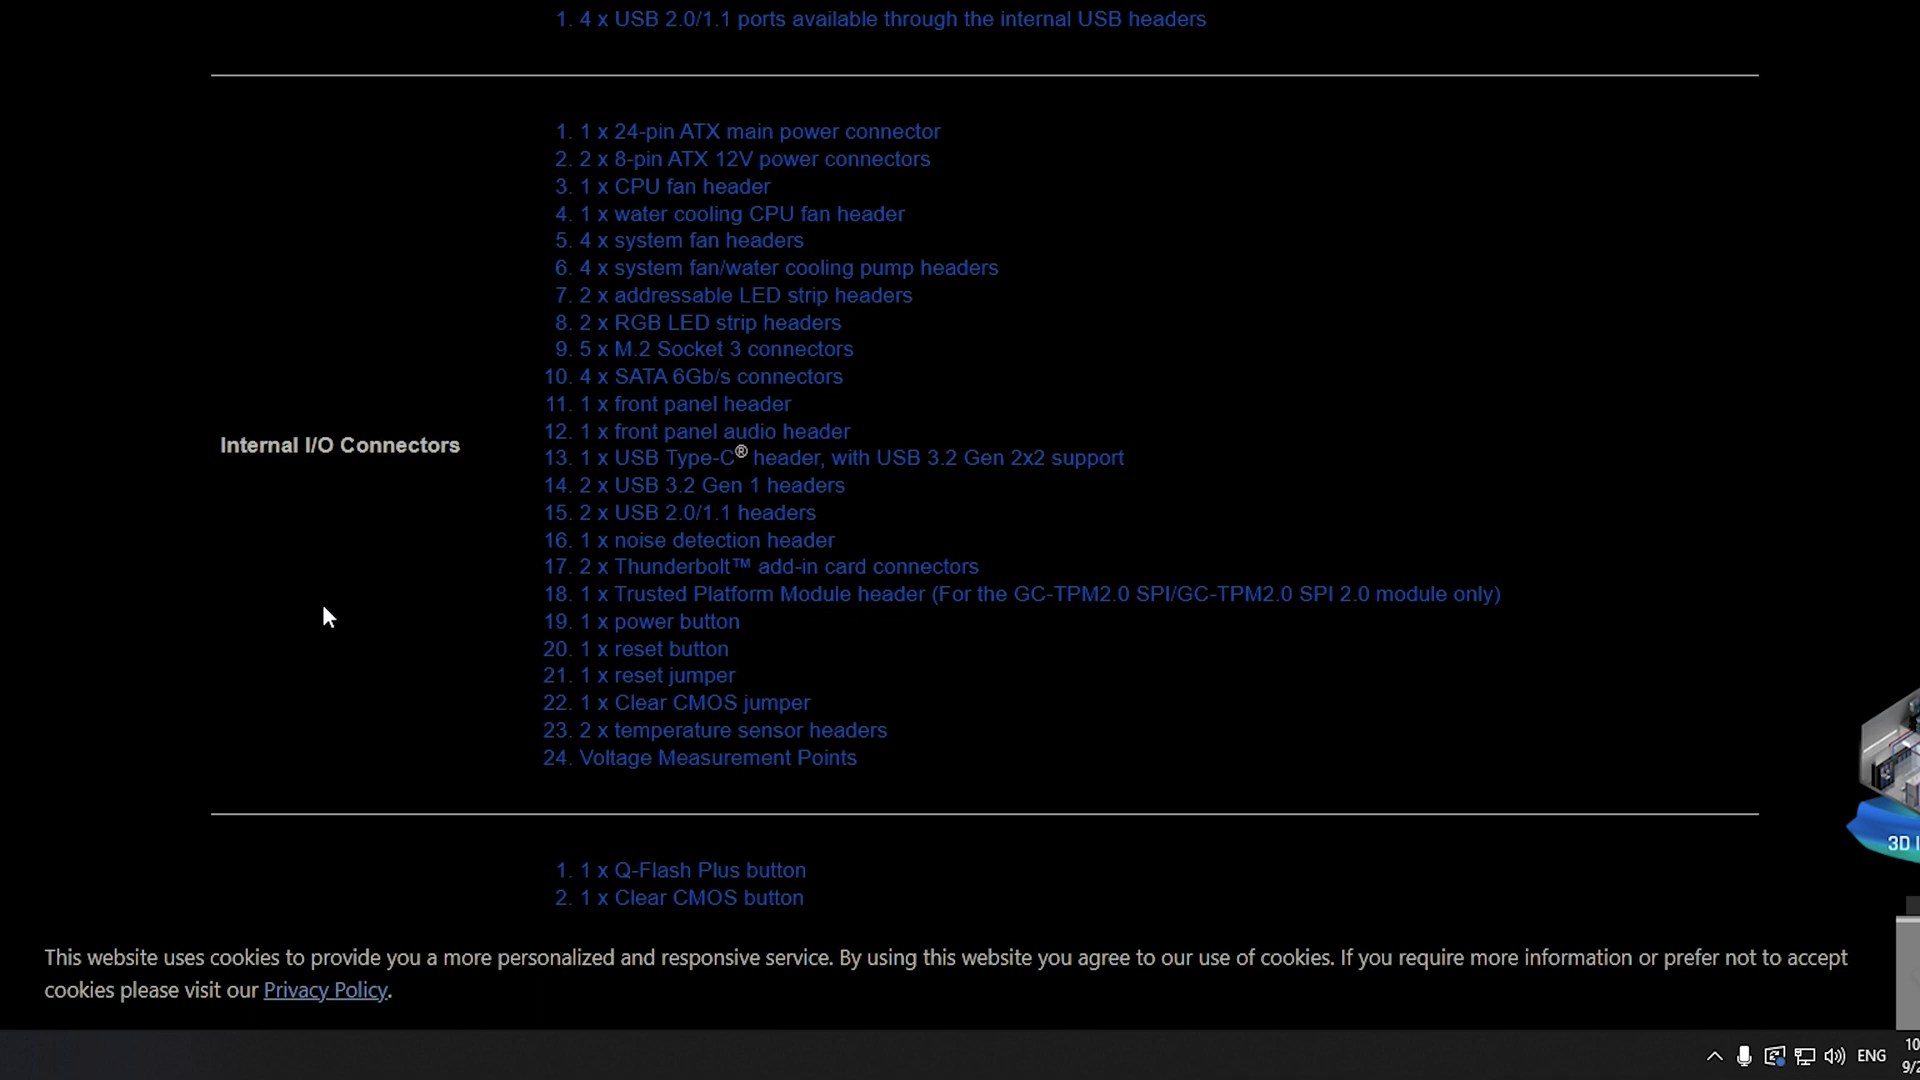 1. 4 x USB 2.0/1.1 ports available through the internal USB headers
Internal I/O Connectors
1. 1 x 24-pin ATX main power connector
2. 2 x 8-pin ATX 12V power connectors
3. 1 x CPU fan header
4. 1 x water cooling CPU fan header
5. 4 x system fan headers
6. 4 x system fan/water cooling pump headers
7. 2 x addressable LED strip headers
8. 2 x RGB LED strip headers
9. 5 x M.2 Socket 3 connectors
10. 4 x SATA 6Gb/s connectors
11. 1 x front panel header
12. 1 x front panel audio header
13. 1 x USB Type-C® header, with USB 3.2 Gen 2x2 support
14. 2 x USB 3.2 Gen 1 headers
15. 2 x USB 2.0/1.1 headers
16. 1 x noise detection header
17. 2 x Thunderbolt™ add-in card connectors
18. 1 x Trusted Platform Module header (For the GC-TPM2.0 SPI/GC-TPM2.0 SPI 2.0 module only)
19. 1 x power button
20. 1 x reset button
21. 1 x reset jumper
22. 1 x Clear CMOS jumper
23. 2 x temperature sensor headers
24. Voltage Measurement Points
3D
1. 1 x Q-Flash Plus button
2. 1 x Clear CMOS button
This website uses cookies to provide you a more personalized and responsive service. By using this website you agree to our use of cookies. If you require more information or prefer not to accept
cookies please visit our Privacy Policy.
ENG
10
9/2